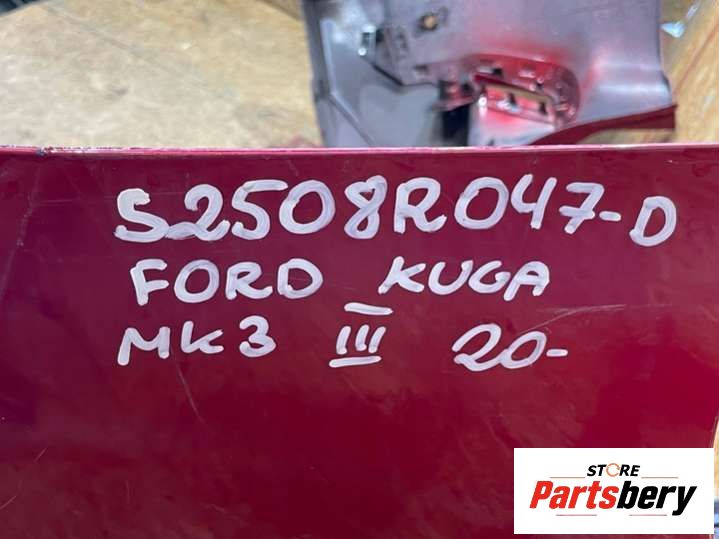 S2508R047-D
FORD KUGA
MK3 III 20-
STORE
Partsbery